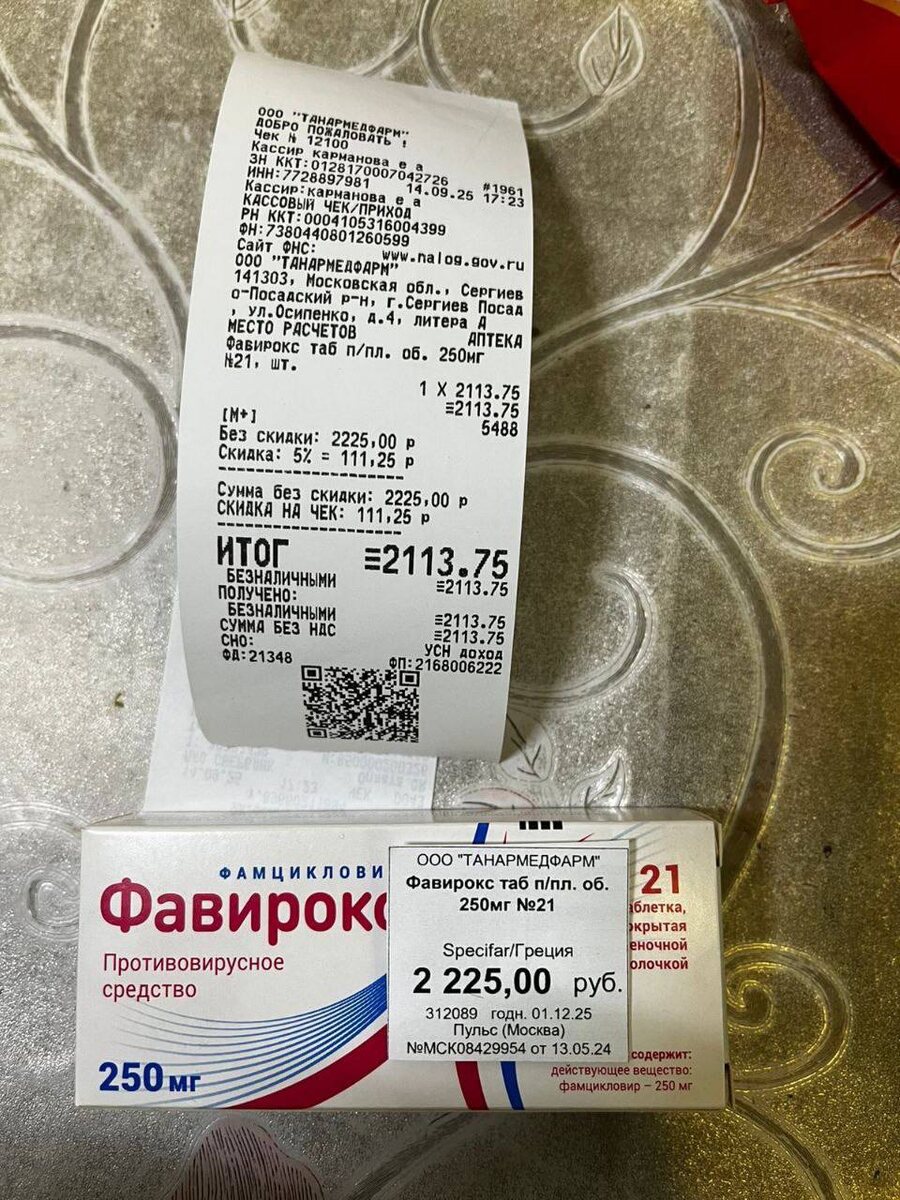 ООО "ТАНАРМЕДФАРМ"
ДОБРО ПОЖАЛОВАТЬ !
Чек № 12100
Кассир карманова е а #1961
ЗН ККТ:0128170007042726
ИНН:7728897981 14.09.25 17:23
Кассир:карманова е а
КАССОВЫЙ ЧЕК/ПРИХОД
РН ККТ:0004105316004399
ФН:7380440801260599
Сайт ФНС: www.nalog.gov.ru
ООО "ТАНАРМЕДФАРМ"
141303, Московская обл., Сергиев
о-Посадский р-н, г.Сергиев Посад
, ул.Осипенко, д.4, литера Д
МЕСТО РАСЧЕТОВ АПТЕКА
Фавирокс таб п/пл. об. 250мг
№21, шт.
1 X 2113.75
≡2113.75
[М+] 5488
Без скидки: 2225,00 р
Скидка: 5% = 111,25 р
Сумма без скидки: 2225,00 р
СКИДКА НА ЧЕК: 111,25 р
ИТОГ ≡2113.75
БЕЗНАЛИЧНЫМИ ≡2113.75
ПОЛУЧЕНО:
БЕЗНАЛИЧНЫМИ ≡2113.75
СУММА БЕЗ НДС ≡2113.75
СНО: УСН доход
ФД:21348 ФП:2168006222
ФАМЦИКЛОВИ
Фавирокс
Противовирусное
средство
250 мг
ООО "ТАНАРМЕДФАРМ"
Фавирокс таб п/пл. об.
250мг №21
Specifar/Греция
2 225,00 руб.
312089 годн. 01.12.25
Пульс (Москва)
№МСК08429954 от 13.05.24
21
аблетка,
окрытая
еночной
олочкой
содержит:
действующее вещество:
фамцикловир – 250 мг